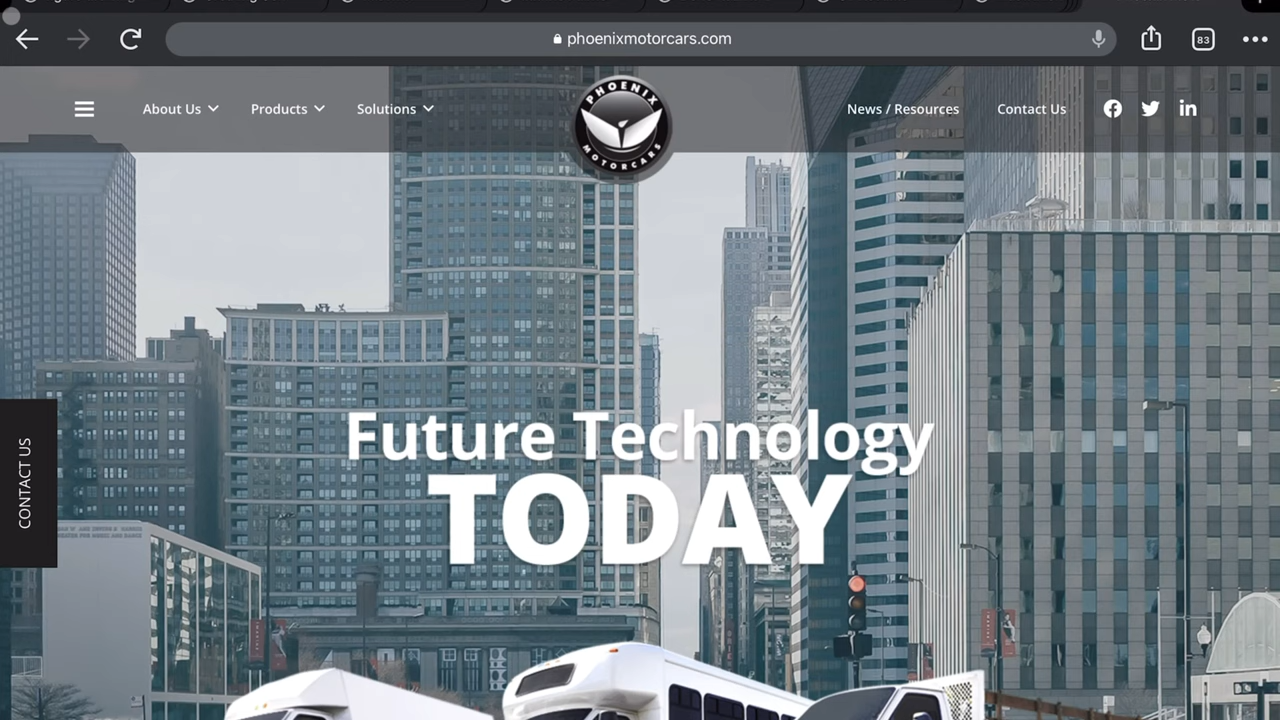 phoenixmotorcars.com
83
About Us
Products
Solutions
PHOENIX
MOTORCARS
News / Resources
Contact Us
Future Technology
TODAY
CONTACT US